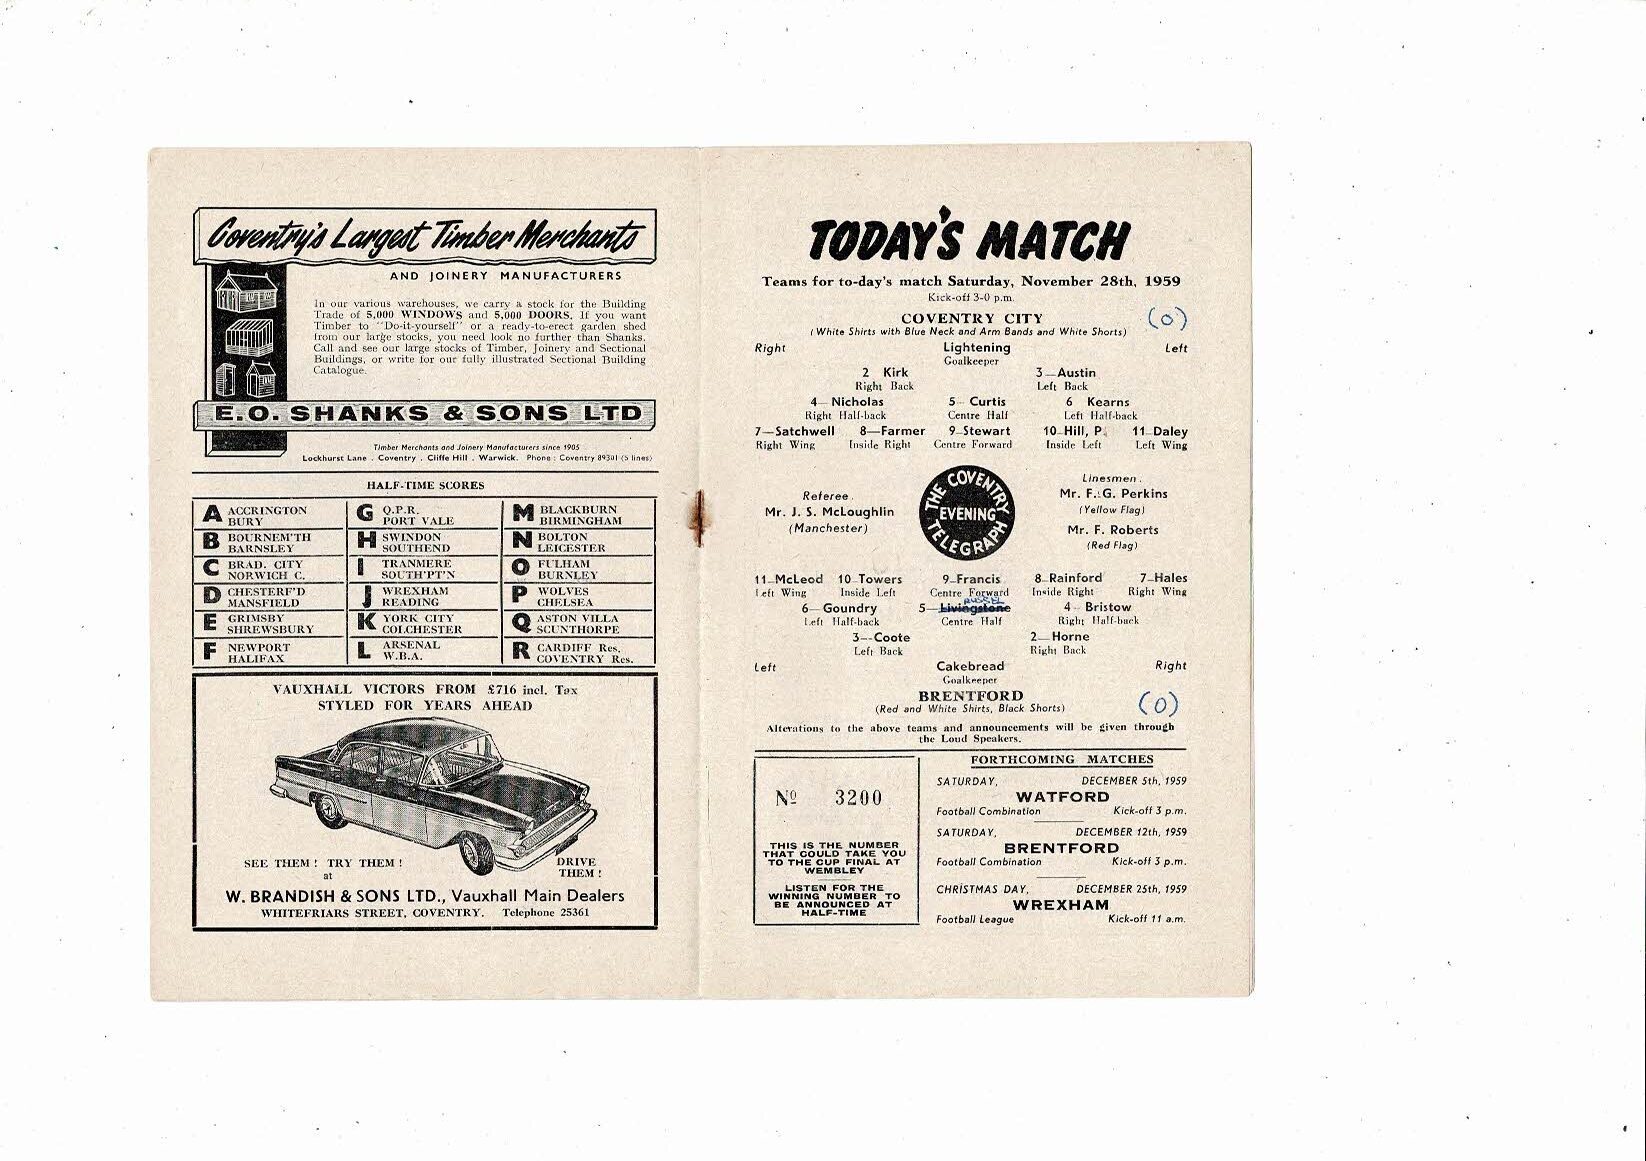 Coventry's Largest Timber Merchants
AND JOINERY MANUFACTURERS
In our various warehouses, we carry a stock for the Building
Trade of 5,000 WINDOWS and 5,000 DOORS. If you want
Timber to "Do-it-yourself" or a ready-to-erect garden shed
from our large stocks, you need look no further than Shanks.
Call and see our large stocks of Timber, Joinery and Sectional
Buildings, or write for our fully illustrated Sectional Building
Catalogue.
E.O. SHANKS & SONS LTD
Timber Merchants and Joinery Manufacturers since 1905
Lockhurst Lane . Coventry . Cliffe Hill . Warwick. Phone : Coventry 89301 (5 lines)
HALF-TIME SCORES
A ACCRINGTON
BURY
B BOURNEM'TH
BARNSLEY
C BRAD. CITY
NORWICH C.
D CHESTERF'D
MANSFIELD
E GRIMSBY
SHREWSBURY
F NEWPORT
HALIFAX
G Q.P.R.
PORT VALE
H SWINDON
SOUTHEND
I TRANMERE
SOUTH'PT'N
J WREXHAM
READING
K YORK CITY
COLCHESTER
L ARSENAL
W.B.A.
M BLACKBURN
BIRMINGHAM
N BOLTON
LEICESTER
O FULHAM
BURNLEY
P WOLVES
CHELSEA
Q ASTON VILLA
SCUNTHORPE
R CARDIFF Res.
COVENTRY Res.
VAUXHALL VICTORS FROM £716 incl. Tax
STYLED FOR YEARS AHEAD
SEE THEM ! TRY THEM !
at
DRIVE
THEM !
W. BRANDISH & SONS LTD., Vauxhall Main Dealers
WHITEFRIARS STREET, COVENTRY. Telephone 25361
TODAY'S MATCH
Teams for to-day's match Saturday, November 28th, 1959
Kick-off 3-0 p.m.
COVENTRY CITY (0)
(White Shirts with Blue Neck and Arm Bands and White Shorts)
Right Lightening Left
Goalkeeper
2 Kirk 3—Austin
Right Back Left Back
4—Nicholas 5—Curtis 6 Kearns
Right Half-back Centre Half Left Half-back
7—Satchwell 8—Farmer 9—Stewart 10—Hill, P. 11—Daley
Right Wing Inside Right Centre Forward Inside Left Left Wing
Referee.
Mr. J. S. McLoughlin
(Manchester)
THE COVENTRY
EVENING
TELEGRAPH
Linesmen.
Mr. F. G. Perkins
(Yellow Flag)
Mr. F. Roberts
(Red Flag)
11—McLeod 10—Towers 9—Francis 8—Rainford 7—Hales
Left Wing Inside Left Centre Forward Inside Right Right Wing
RUSSEL
6—Goundry 5—Livingstone 4—Bristow
Left Half-back Centre Half Right Half-back
3—Coote 2—Horne
Left Back Right Back
Left Cakebread Right
Goalkeeper
BRENTFORD (0)
(Red and White Shirts, Black Shorts)
Alterations to the above teams and announcements will be given through
the Loud Speakers.
Nº 3200
THIS IS THE NUMBER
THAT COULD TAKE YOU
TO THE CUP FINAL AT
WEMBLEY
LISTEN FOR THE
WINNING NUMBER TO
BE ANNOUNCED AT
HALF-TIME
FORTHCOMING MATCHES
SATURDAY, DECEMBER 5th, 1959
WATFORD
Football Combination Kick-off 3 p.m.
SATURDAY, DECEMBER 12th, 1959
BRENTFORD
Football Combination Kick-off 3 p.m.
CHRISTMAS DAY, DECEMBER 25th, 1959
WREXHAM
Football League Kick-off 11 a.m.